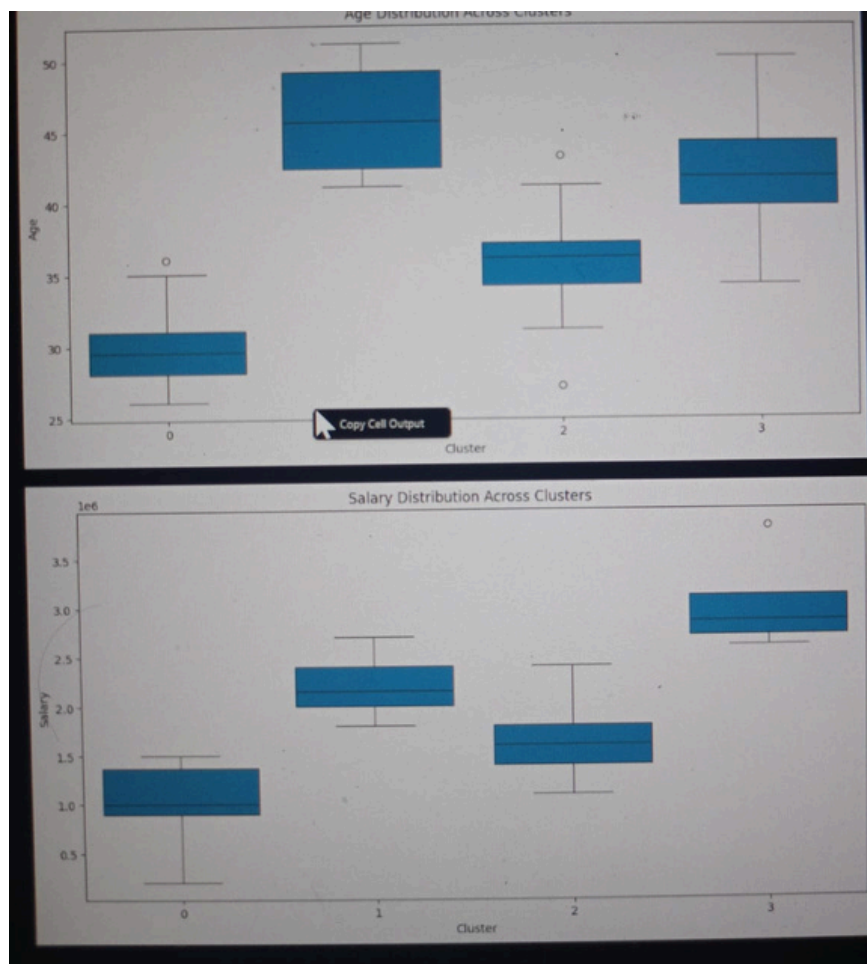 Age Distribution Across Clusters
50
45
40
35
30
25
Age
0
2
3
Copy Cell Output
Cluster
1e6
Salary Distribution Across Clusters
3.5
3.0
2.5
2.0
1.5
1.0
0.5
Salary
0
1
2
3
Cluster